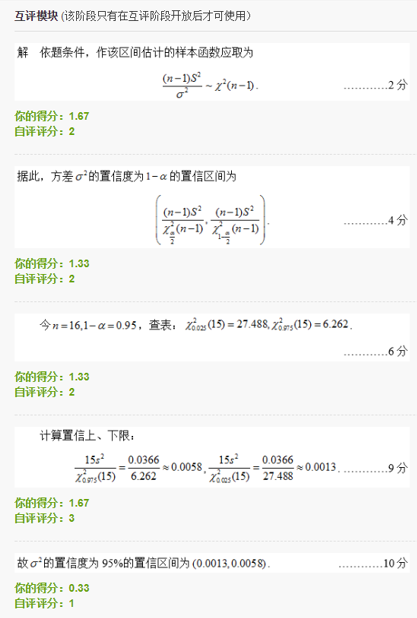 互评模块 (该阶段只有在互评阶段开放后才可使用)
解 依题条件，作该区间估计的样本函数应取为
(n−1)S²/σ² ~ χ²(n−1). …………2 分
你的得分：1.67
自评评分：2
据此，方差σ²的置信度为1−α的置信区间为
((n−1)S²/χ²_{α/2}(n−1), (n−1)S²/χ²_{1−α/2}(n−1)). …………4 分
你的得分：1.33
自评评分：2
今n=16,1−α=0.95，查表：χ²_{0.025}(15)=27.488,χ²_{0.975}(15)=6.262.
…………6 分
你的得分：1.33
自评评分：2
计算置信上、下限：
15s²/χ²_{0.975}(15)=0.0366/6.262≈0.0058, 15s²/χ²_{0.025}(15)=0.0366/27.488≈0.0013. …………9 分
你的得分：1.67
自评评分：3
故σ²的置信度为 95%的置信区间为(0.0013,0.0058). …………10 分
你的得分：0.33
自评评分：1